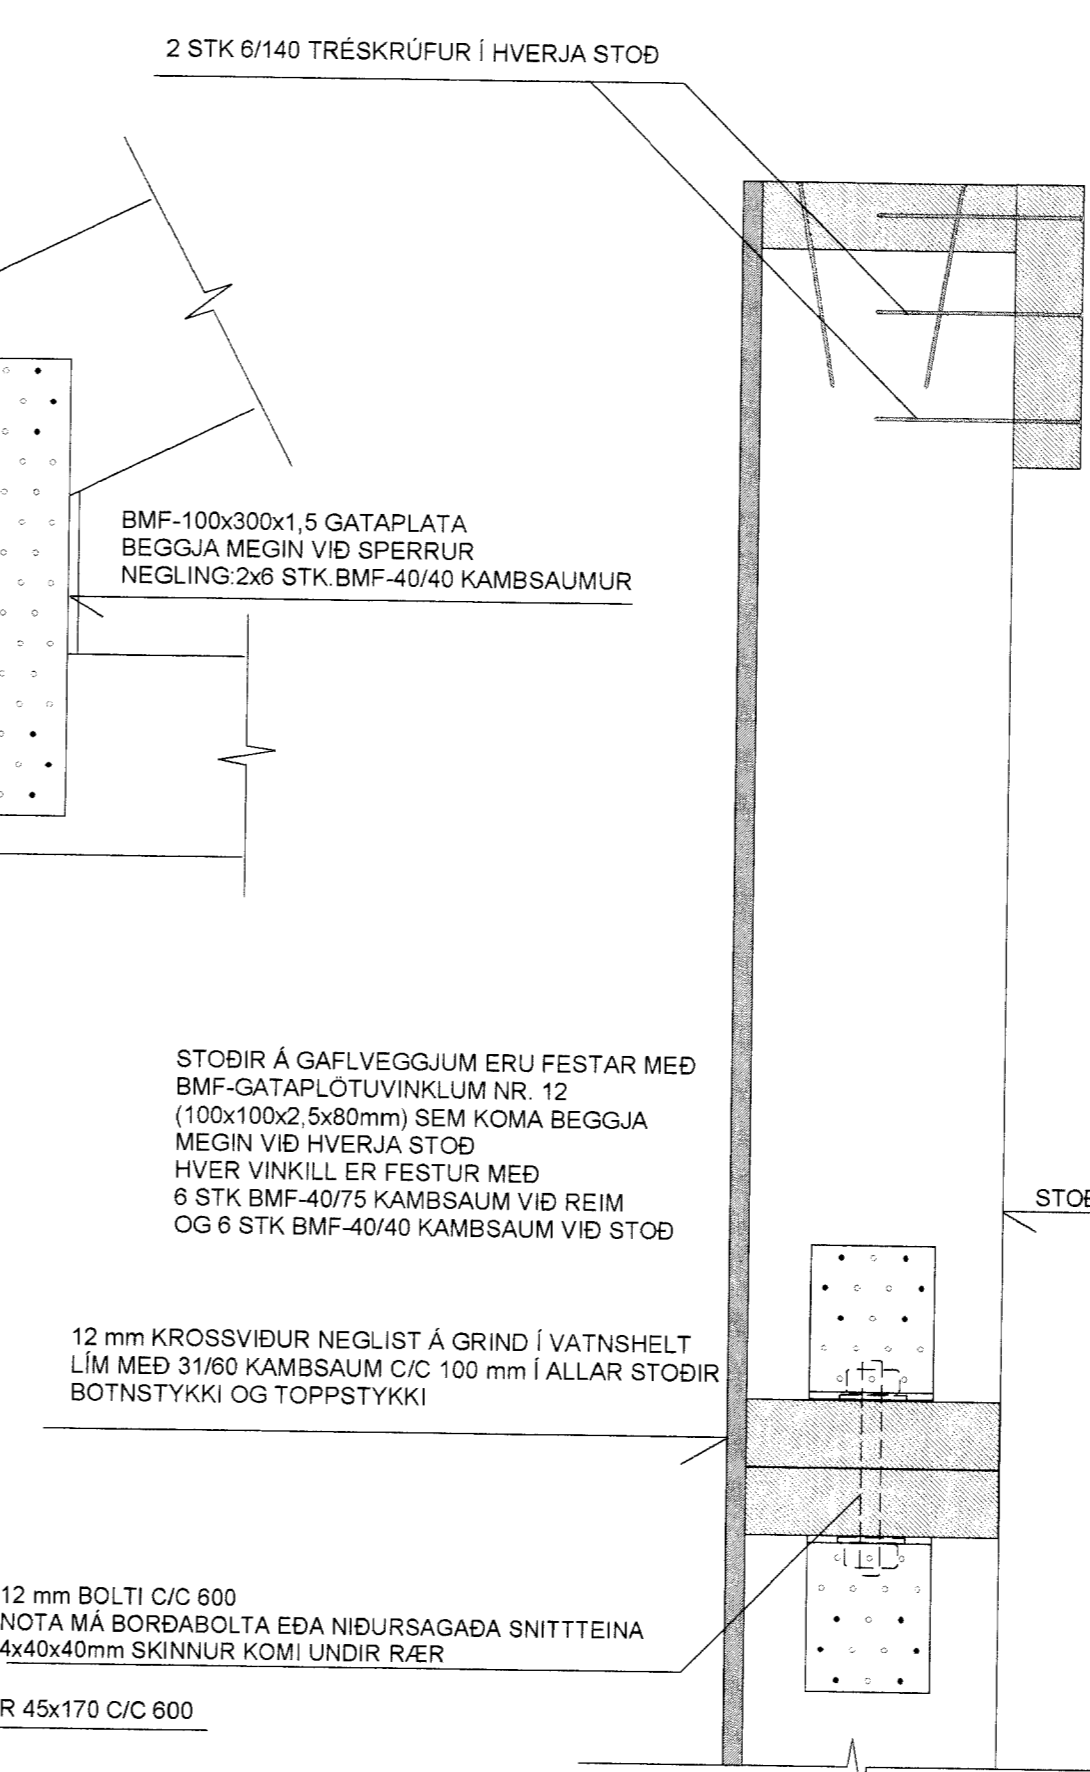 2 STK 6/140 TRÉSKRÚFUR Í HVERJA STOÐ
BMF-100x300x1,5 GATAPLATA
BEGGJA MEGIN VIÐ SPERRUR
NEGLING:2x6 STK.BMF-40/40 KAMBSAUMUR
STOÐIR Á GAFLVEGGJUM ERU FESTAR MEÐ
BMF-GATAPLÖTUVINKLUM NR. 12
(100x100x2,5x80mm) SEM KOMA BEGGJA
MEGIN VIÐ HVERJA STOÐ
HVER VINKILL ER FESTUR MEÐ
6 STK BMF-40/75 KAMBSAUM VIÐ REIM
OG 6 STK BMF-40/40 KAMBSAUM VIÐ STOÐ
STOÐ
12 mm KROSSVIÐUR NEGLIST Á GRIND Í VATNSHELT
LÍM MEÐ 31/60 KAMBSAUM C/C 100 mm Í ALLAR STOÐIR
BOTNSTYKKI OG TOPPSTYKKI
12 mm BOLTI C/C 600
NOTA MÁ BORÐABOLTA EÐA NIÐURSAGAÐA SNITTTEINA
4x40x40mm SKINNUR KOMI UNDIR RÆR
R 45x170 C/C 600